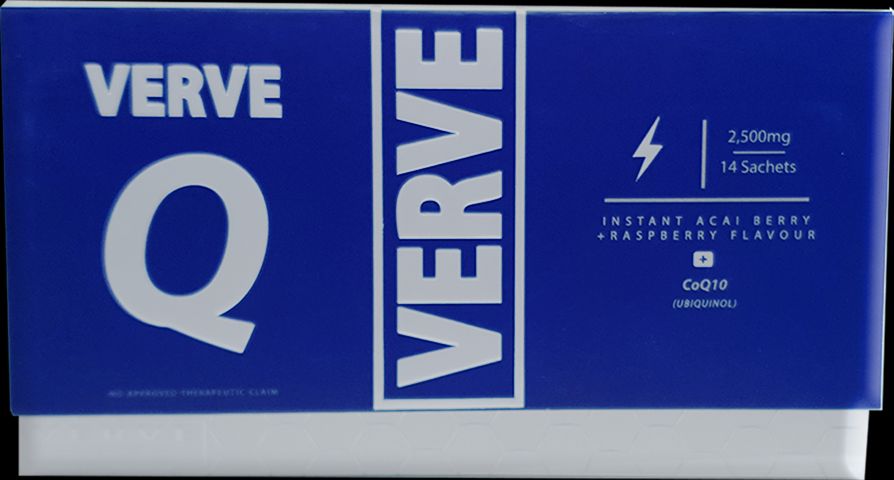 VERVE
Q
NO APPROVED THERAPEUTIC CLAIM
VERVE
2,500mg
14 Sachets
INSTANT ACAI BERRY
+RASPBERRY FLAVOUR
+
CoQ10
(UBIQUINOL)